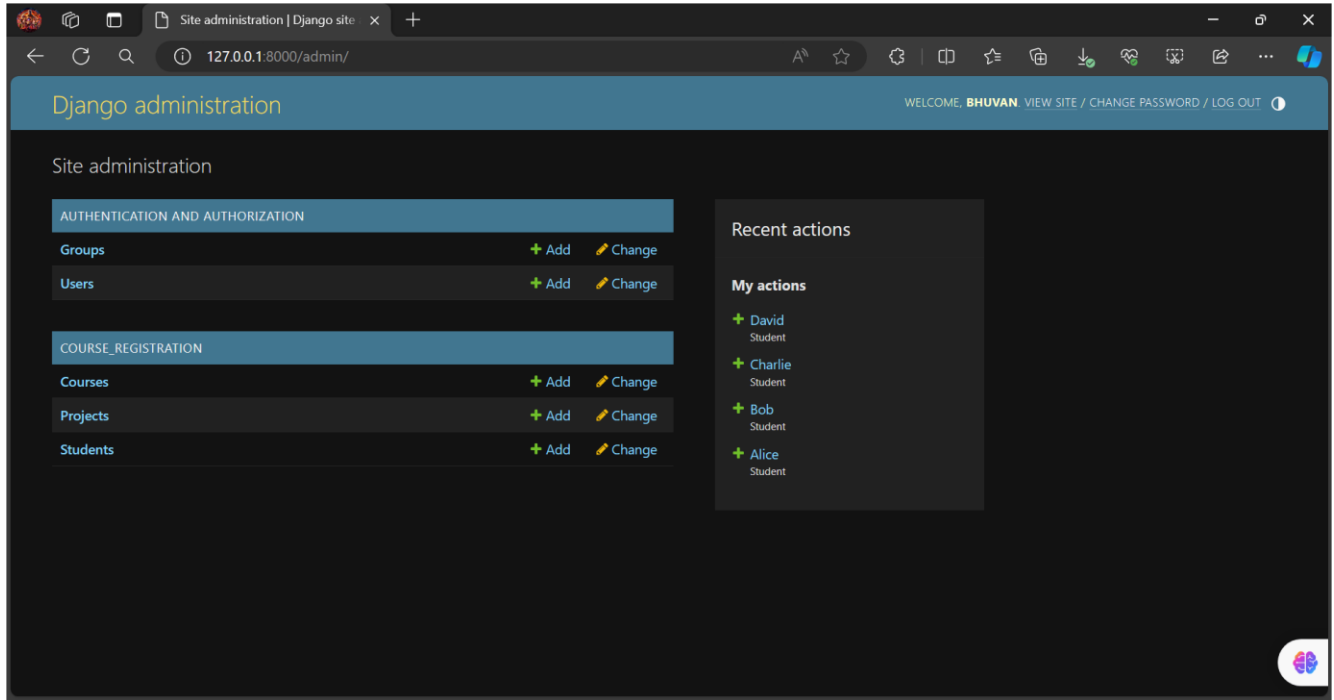 Site administration | Django site
127.0.0.1:8000/admin/
Django administration
WELCOME, BHUVAN. VIEW SITE / CHANGE PASSWORD / LOG OUT
Site administration
AUTHENTICATION AND AUTHORIZATION
Groups + Add Change
Users + Add Change
COURSE_REGISTRATION
Courses + Add Change
Projects + Add Change
Students + Add Change
Recent actions
My actions
+ David
Student
+ Charlie
Student
+ Bob
Student
+ Alice
Student